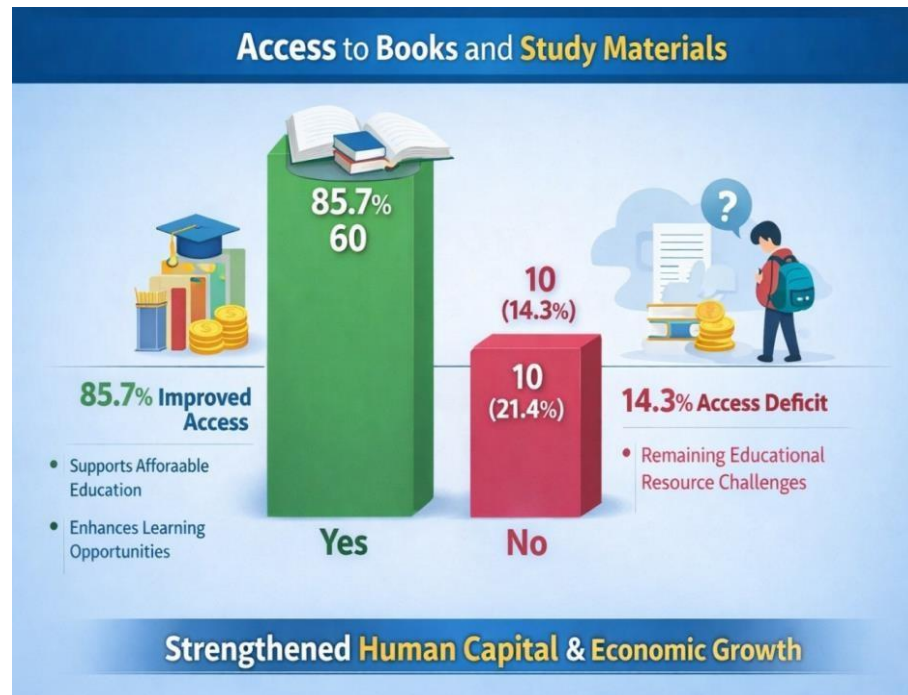 Access to Books and Study Materials
85.7%
60
10
(14.3%)
10
(21.4%)
?
85.7% Improved
Access
• Supports Afforaable
Education
• Enhances Learning
Opportunities
14.3% Access Deficit
• Remaining Educational
Resource Challenges
Yes
No
Strengthened Human Capital & Economic Growth